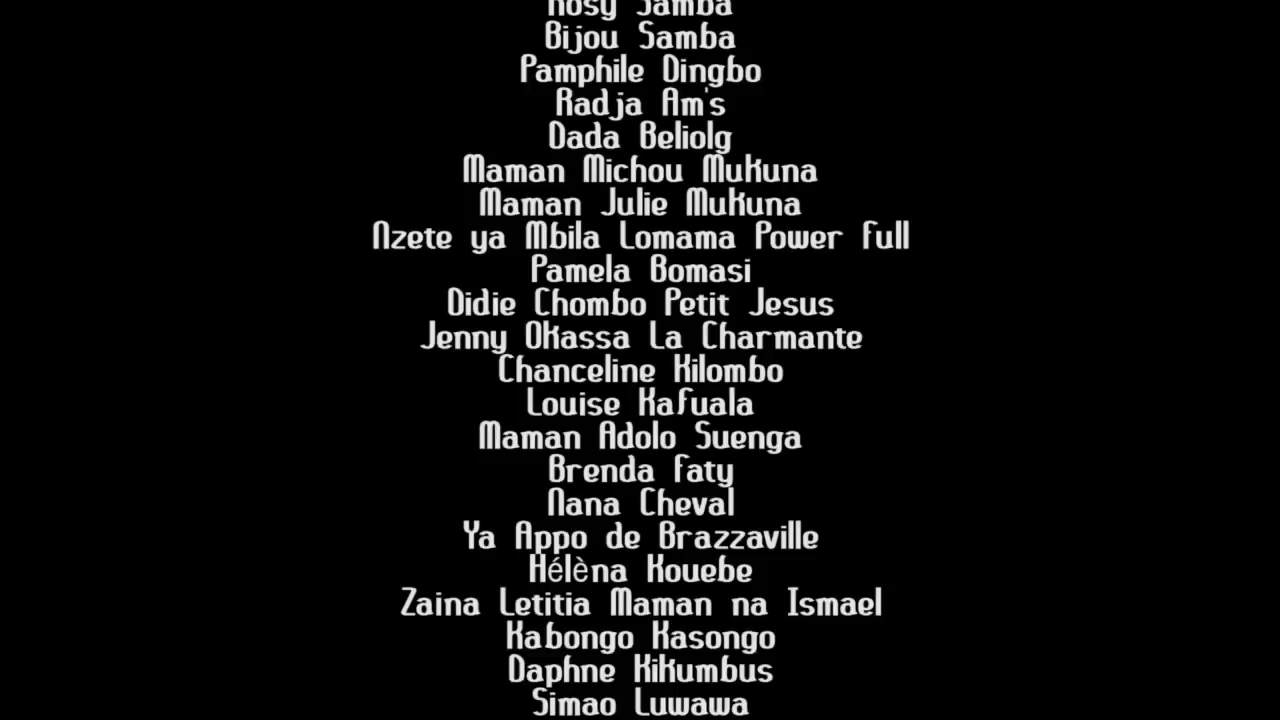 Rosy Samba
Bijou Samba
Pamphile Dingbo
Radja Am's
Dada Beliolg
Maman Michou Mukuna
Maman Julie Mukuna
Nzete ya Mbila Lomama Power full
Pamela Bomasi
Didie Chombo Petit Jesus
Jenny Okassa La Charmante
Chanceline Kilombo
Louise Kafuala
Maman Adolo Suenga
Brenda faty
Nana Cheval
Ya Appo de Brazzaville
Hélèna Kouebe
Zaina Letitia Maman na Ismael
Kabongo Kasongo
Daphne Kikumbus
Simao Luwawa